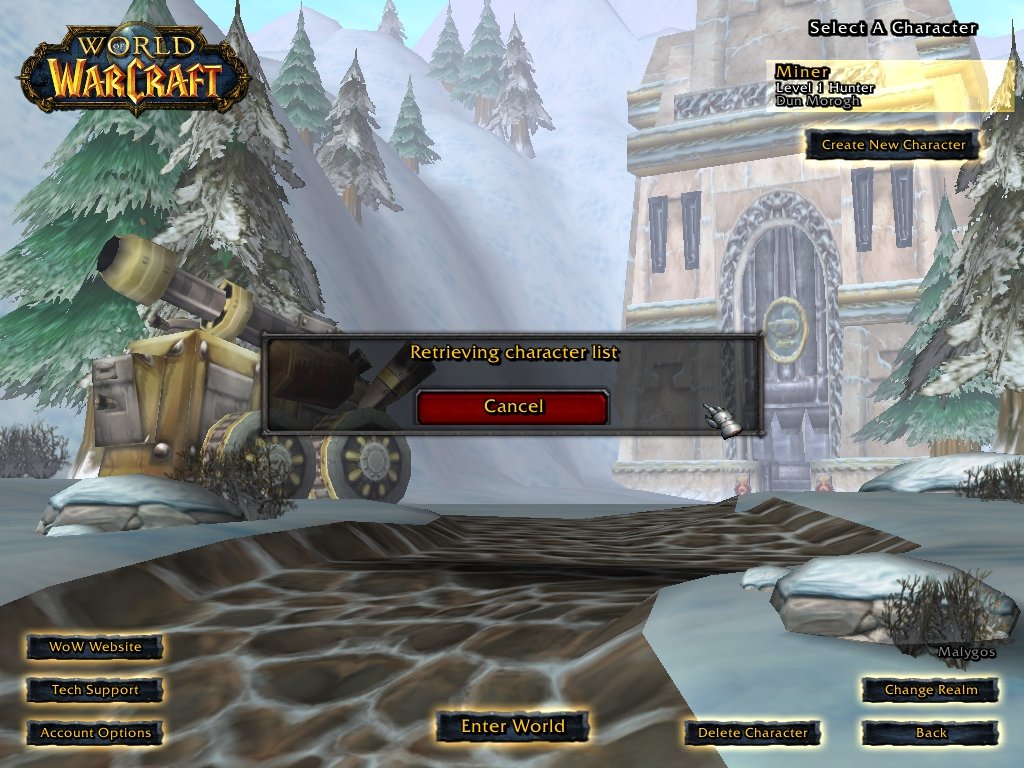 WORLD
OF
WARCRAFT
Select A Character
Miner
Level 1 Hunter
Dun Morogh
Create New Character
Retrieving character list
Cancel
Malygos
WoW Website
Tech Support
Account Options
Enter World
Change Realm
Delete Character
Back